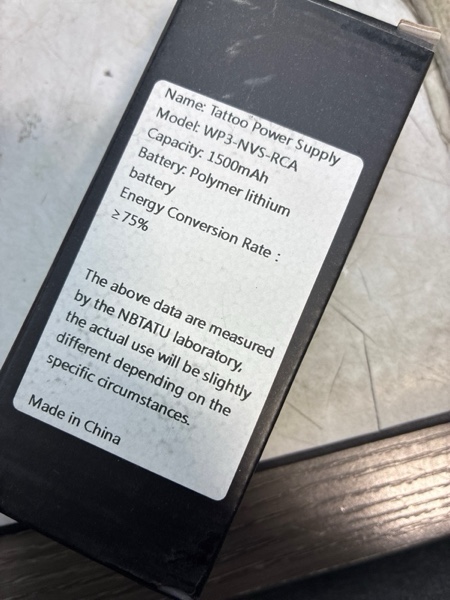 Name: Tattoo Power Supply
Model: WP3-NVS-RCA
Capacity: 1500mAh
Battery: Polymer lithium
battery
Energy Conversion Rate :
≥75%
The above data are measured
by the NBTATU laboratory,
the actual use will be slightly
different depending on the
specific circumstances.
Made in China